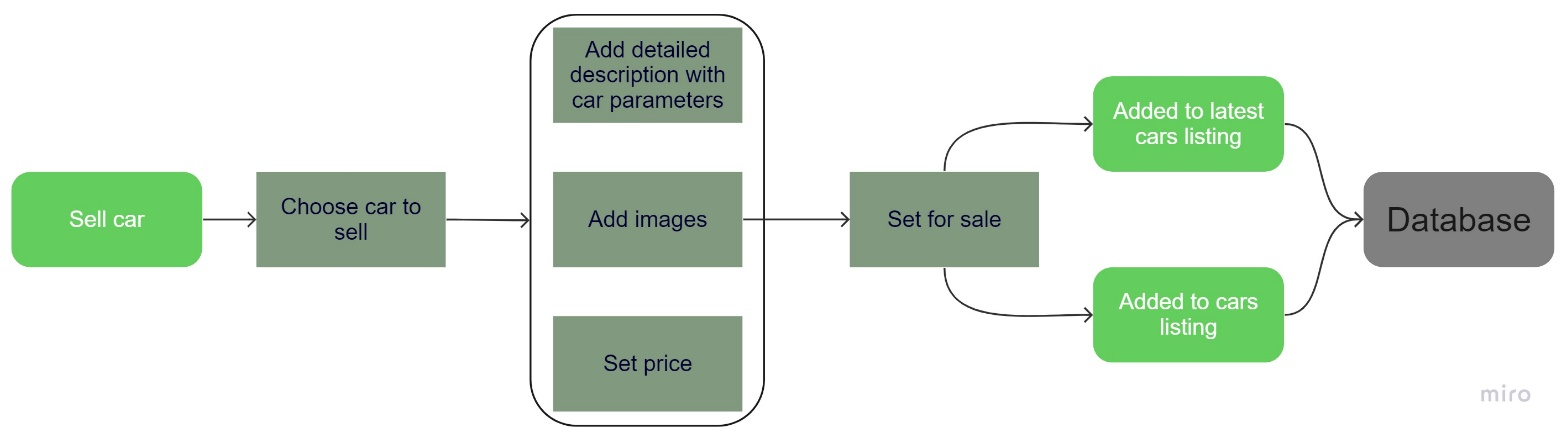 Sell car
Choose car to
sell
Add detailed
description with
car parameters
Add images
Set price
Set for sale
Added to latest
cars listing
Added to cars
listing
Database
miro